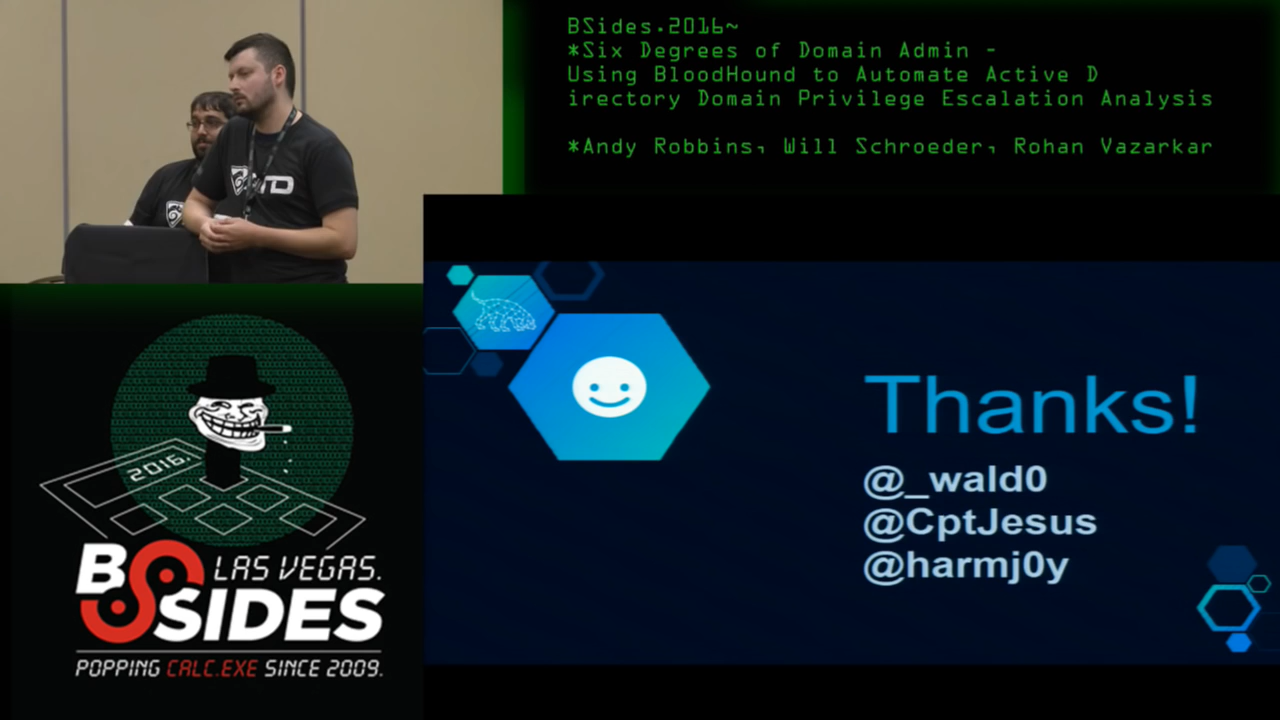 BSides.2016~
*Six Degrees of Domain Admin -
Using BloodHound to Automate Active D
irectory Domain Privilege Escalation Analysis
*Andy Robbins, Will Schroeder, Rohan Vazarkar
Thanks!
@_wald0
@CptJesus
@harmj0y
2016.
BSIDES
LAS VEGAS.
POPPING CALC.EXE SINCE 2009.